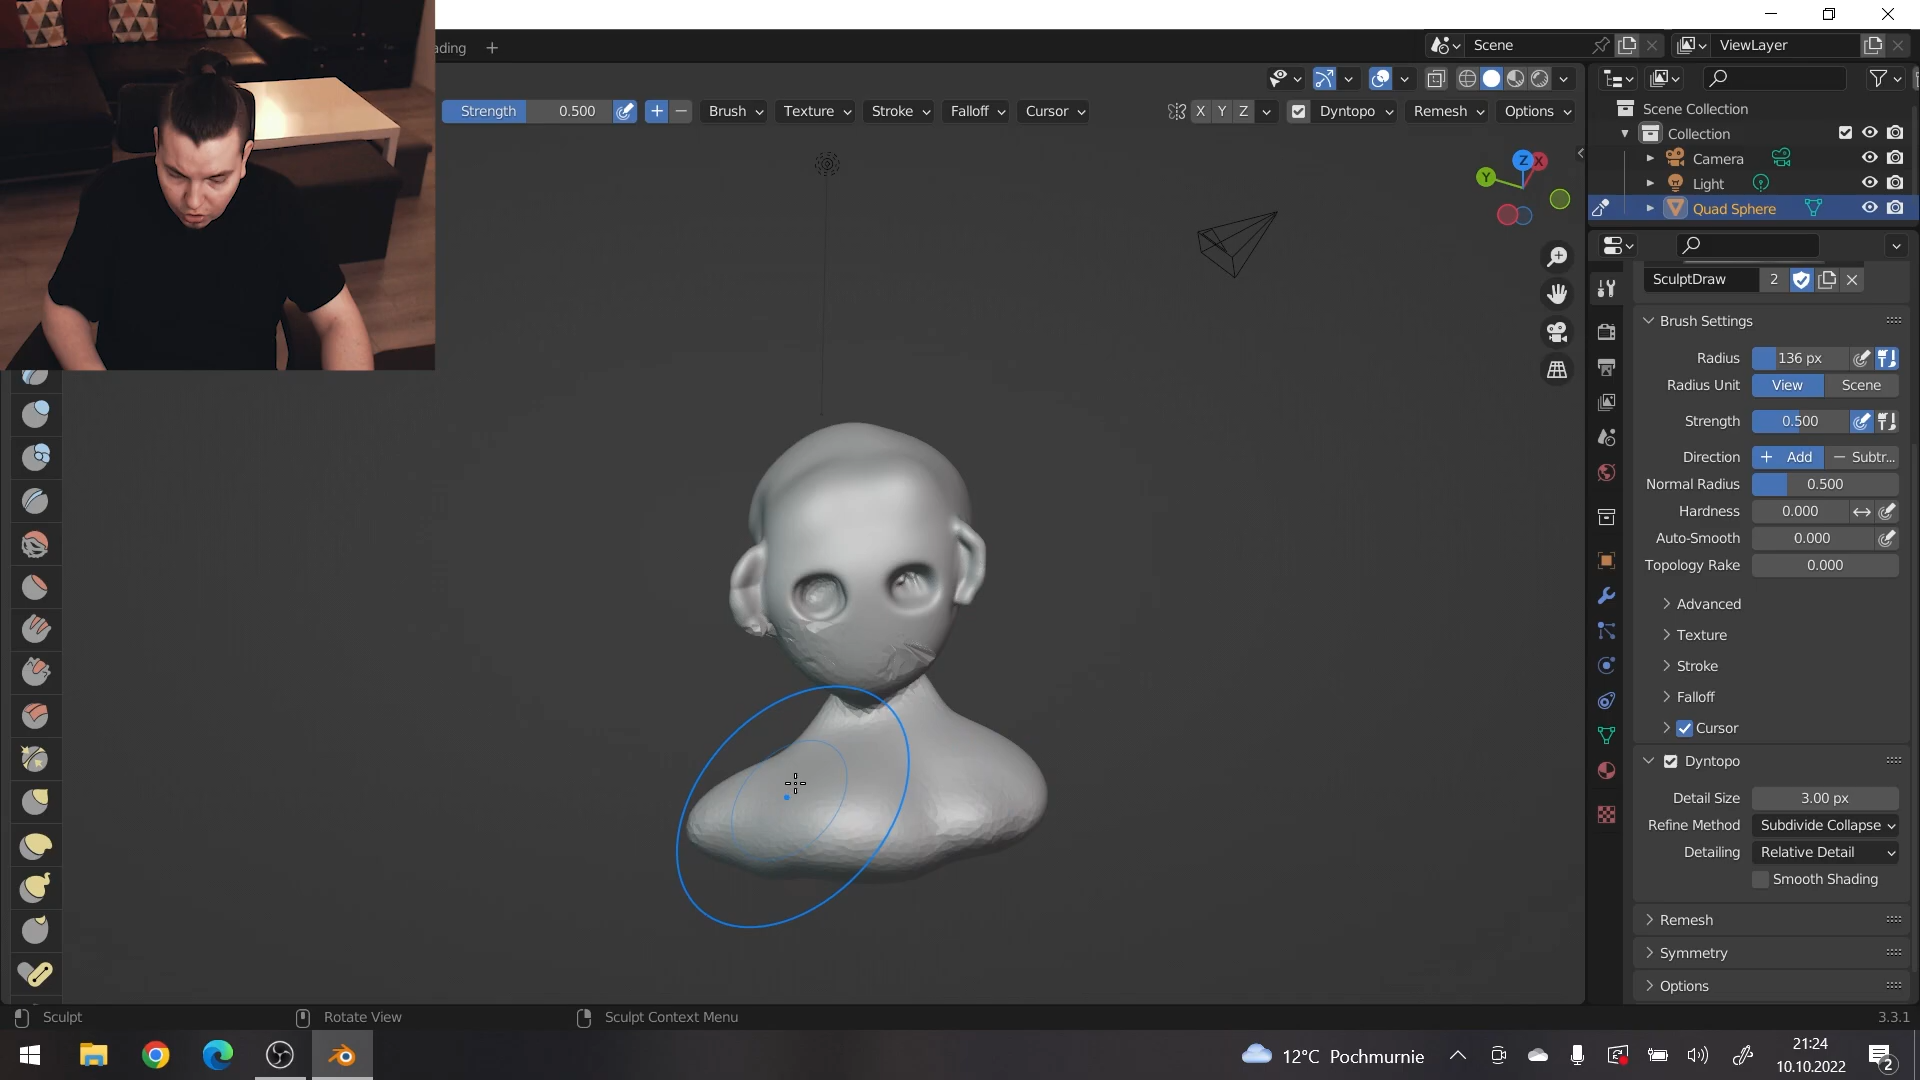 ading +
Scene
ViewLayer
Strength 0.500
Brush
Texture
Stroke
Falloff
Cursor
X Y Z
Dyntopo
Remesh
Options
Scene Collection
Collection
Camera
Light
Quad Sphere
Z X
Y
SculptDraw 2
Brush Settings
Radius 136 px
Radius Unit View Scene
Strength 0.500
Direction + Add − Subtr...
Normal Radius 0.500
Hardness 0.000
Auto-Smooth 0.000
Topology Rake 0.000
Advanced
Texture
Stroke
Falloff
Cursor
Dyntopo
Detail Size 3.00 px
Refine Method Subdivide Collapse
Detailing Relative Detail
Smooth Shading
Remesh
Symmetry
Options
Sculpt
Rotate View
Sculpt Context Menu
3.3.1
12°C Pochmurnie
21:24
10.10.2022
2